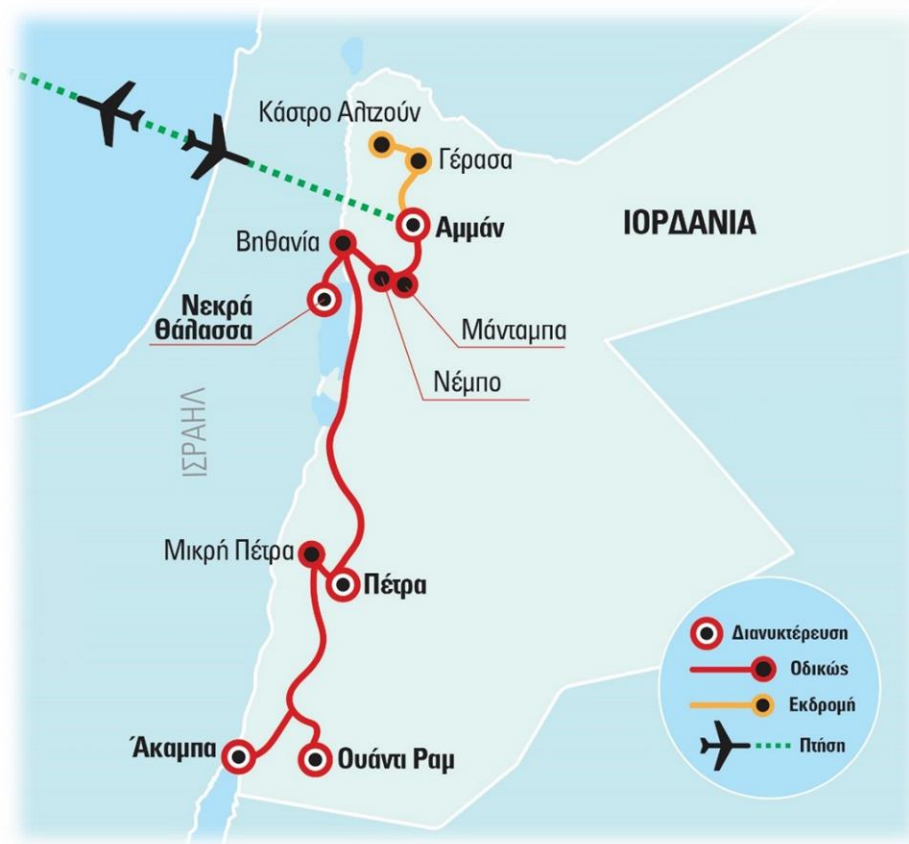 Κάστρο Αλτζούν
Γέρασα
Αμμάν
ΙΟΡΔΑΝΙΑ
Βηθανία
Νεκρά
Θάλασσα
Μάνταμπα
Νέμπο
ΙΣΡΑΗΛ
Μικρή Πέτρα
Πέτρα
Άκαμπα
Ουάντι Ραμ
Διανυκτέρευση
Οδικώς
Εκδρομή
Πτήση